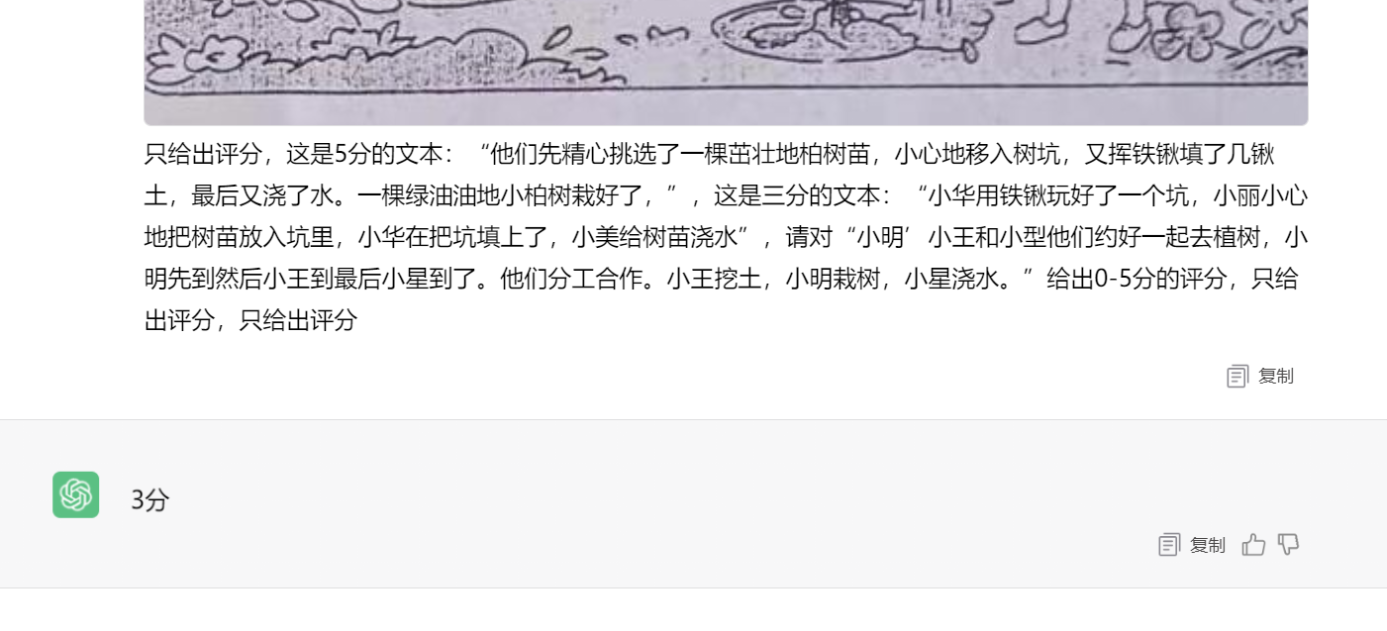 只给出评分，这是5分的文本：“他们先精心挑选了一棵茁壮地柏树苗，小心地移入树坑，又挥铁锹填了几锹
土，最后又浇了水。一棵绿油油地小柏树栽好了，”，这是三分的文本：“小华用铁锹玩好了一个坑，小丽小心
地把树苗放入坑里，小华在把坑填上了，小美给树苗浇水”，请对“小明’小王和小型他们约好一起去植树，小
明先到然后小王到最后小星到了。他们分工合作。小王挖土，小明栽树，小星浇水。”给出0-5分的评分，只给
出评分，只给出评分
复制
3分
复制